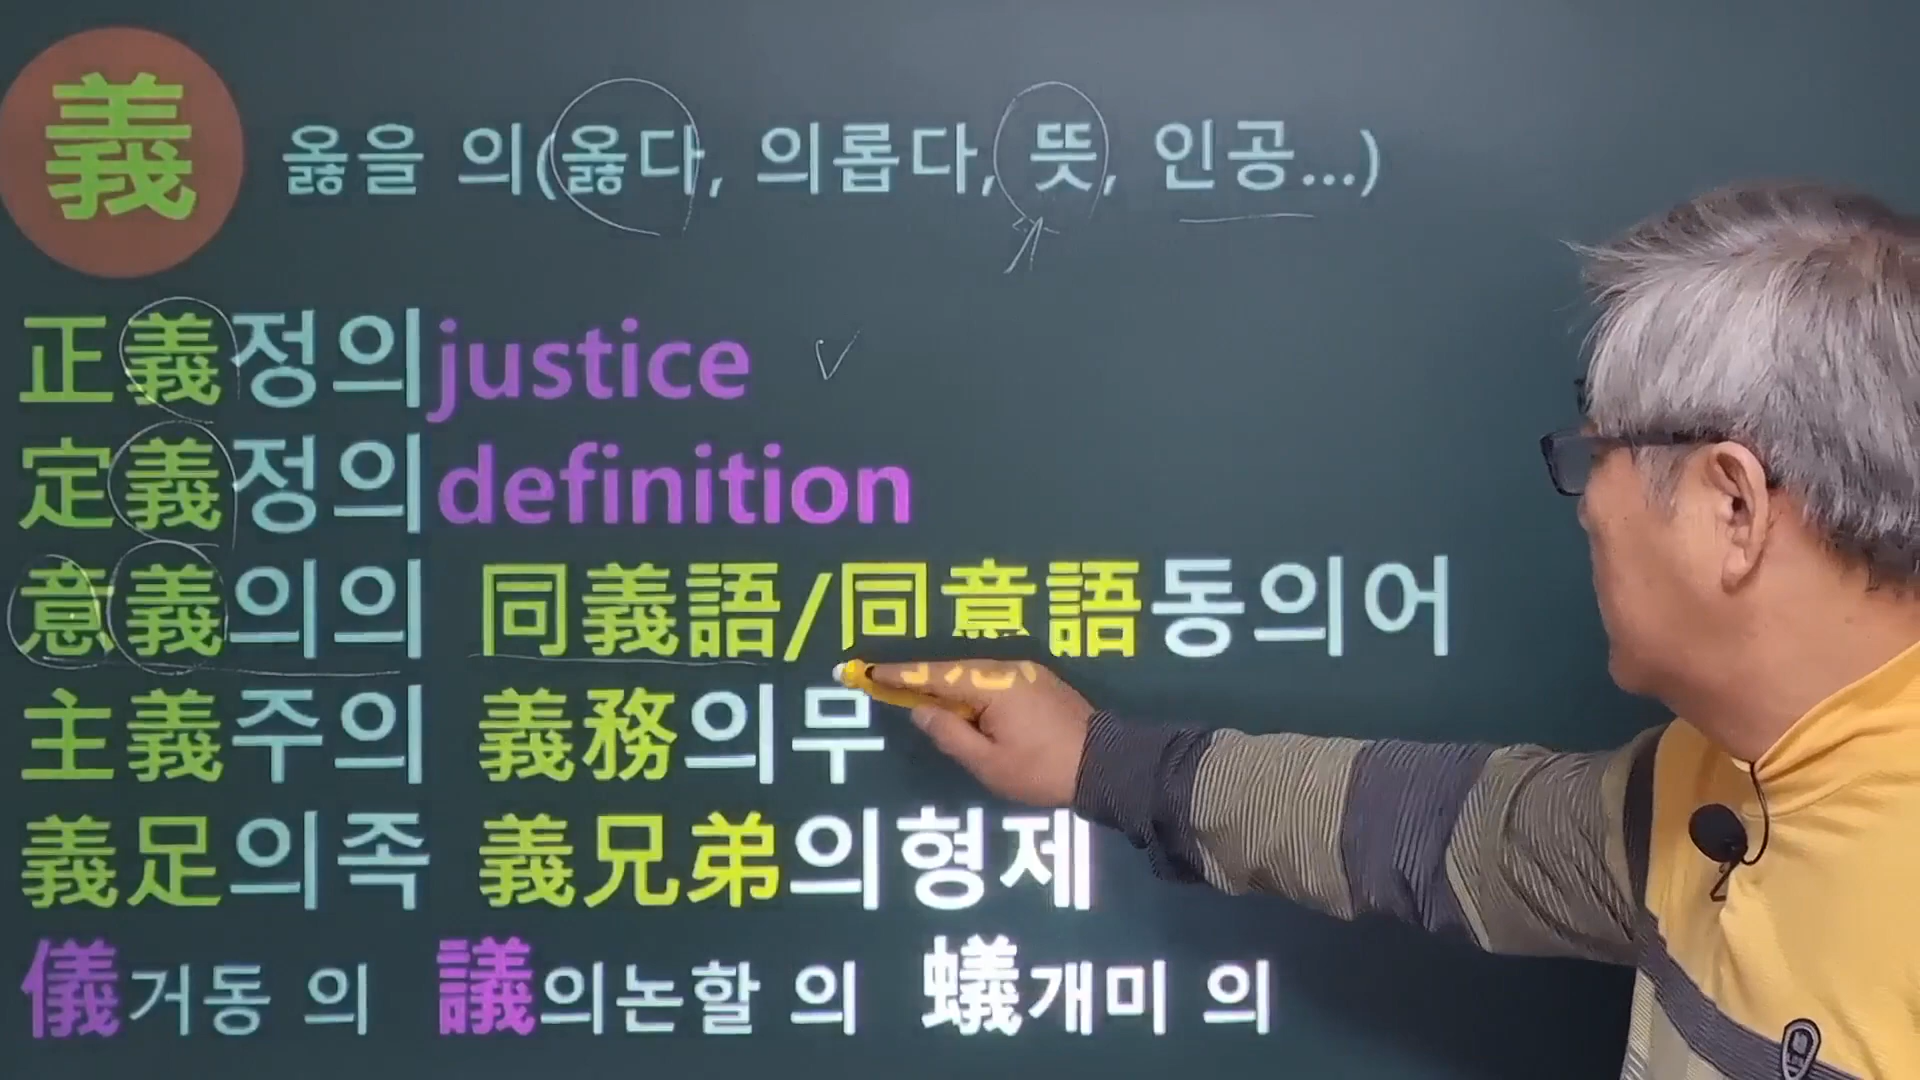 義 옳을 의(옳다, 의롭다, 뜻, 인공...)
正義정의justice
定義정의definition
意義의의 同義語/同意語동의어
主義주의 義務의무
義足의족 義兄弟의형제
儀거동 의 議의논할 의 蟻개미 의